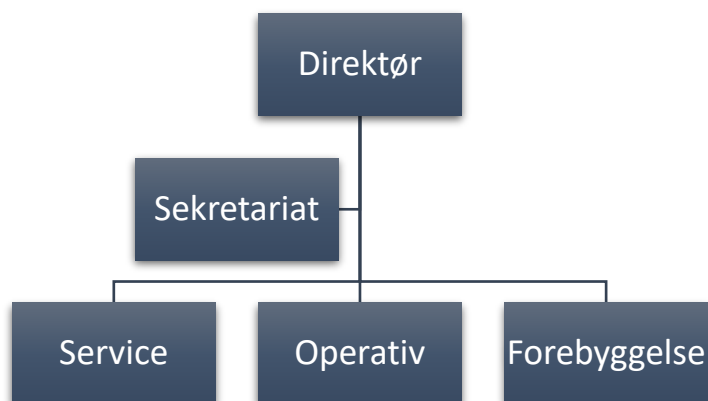 Direktør
Sekretariat
Service
Operativ
Forebyggelse